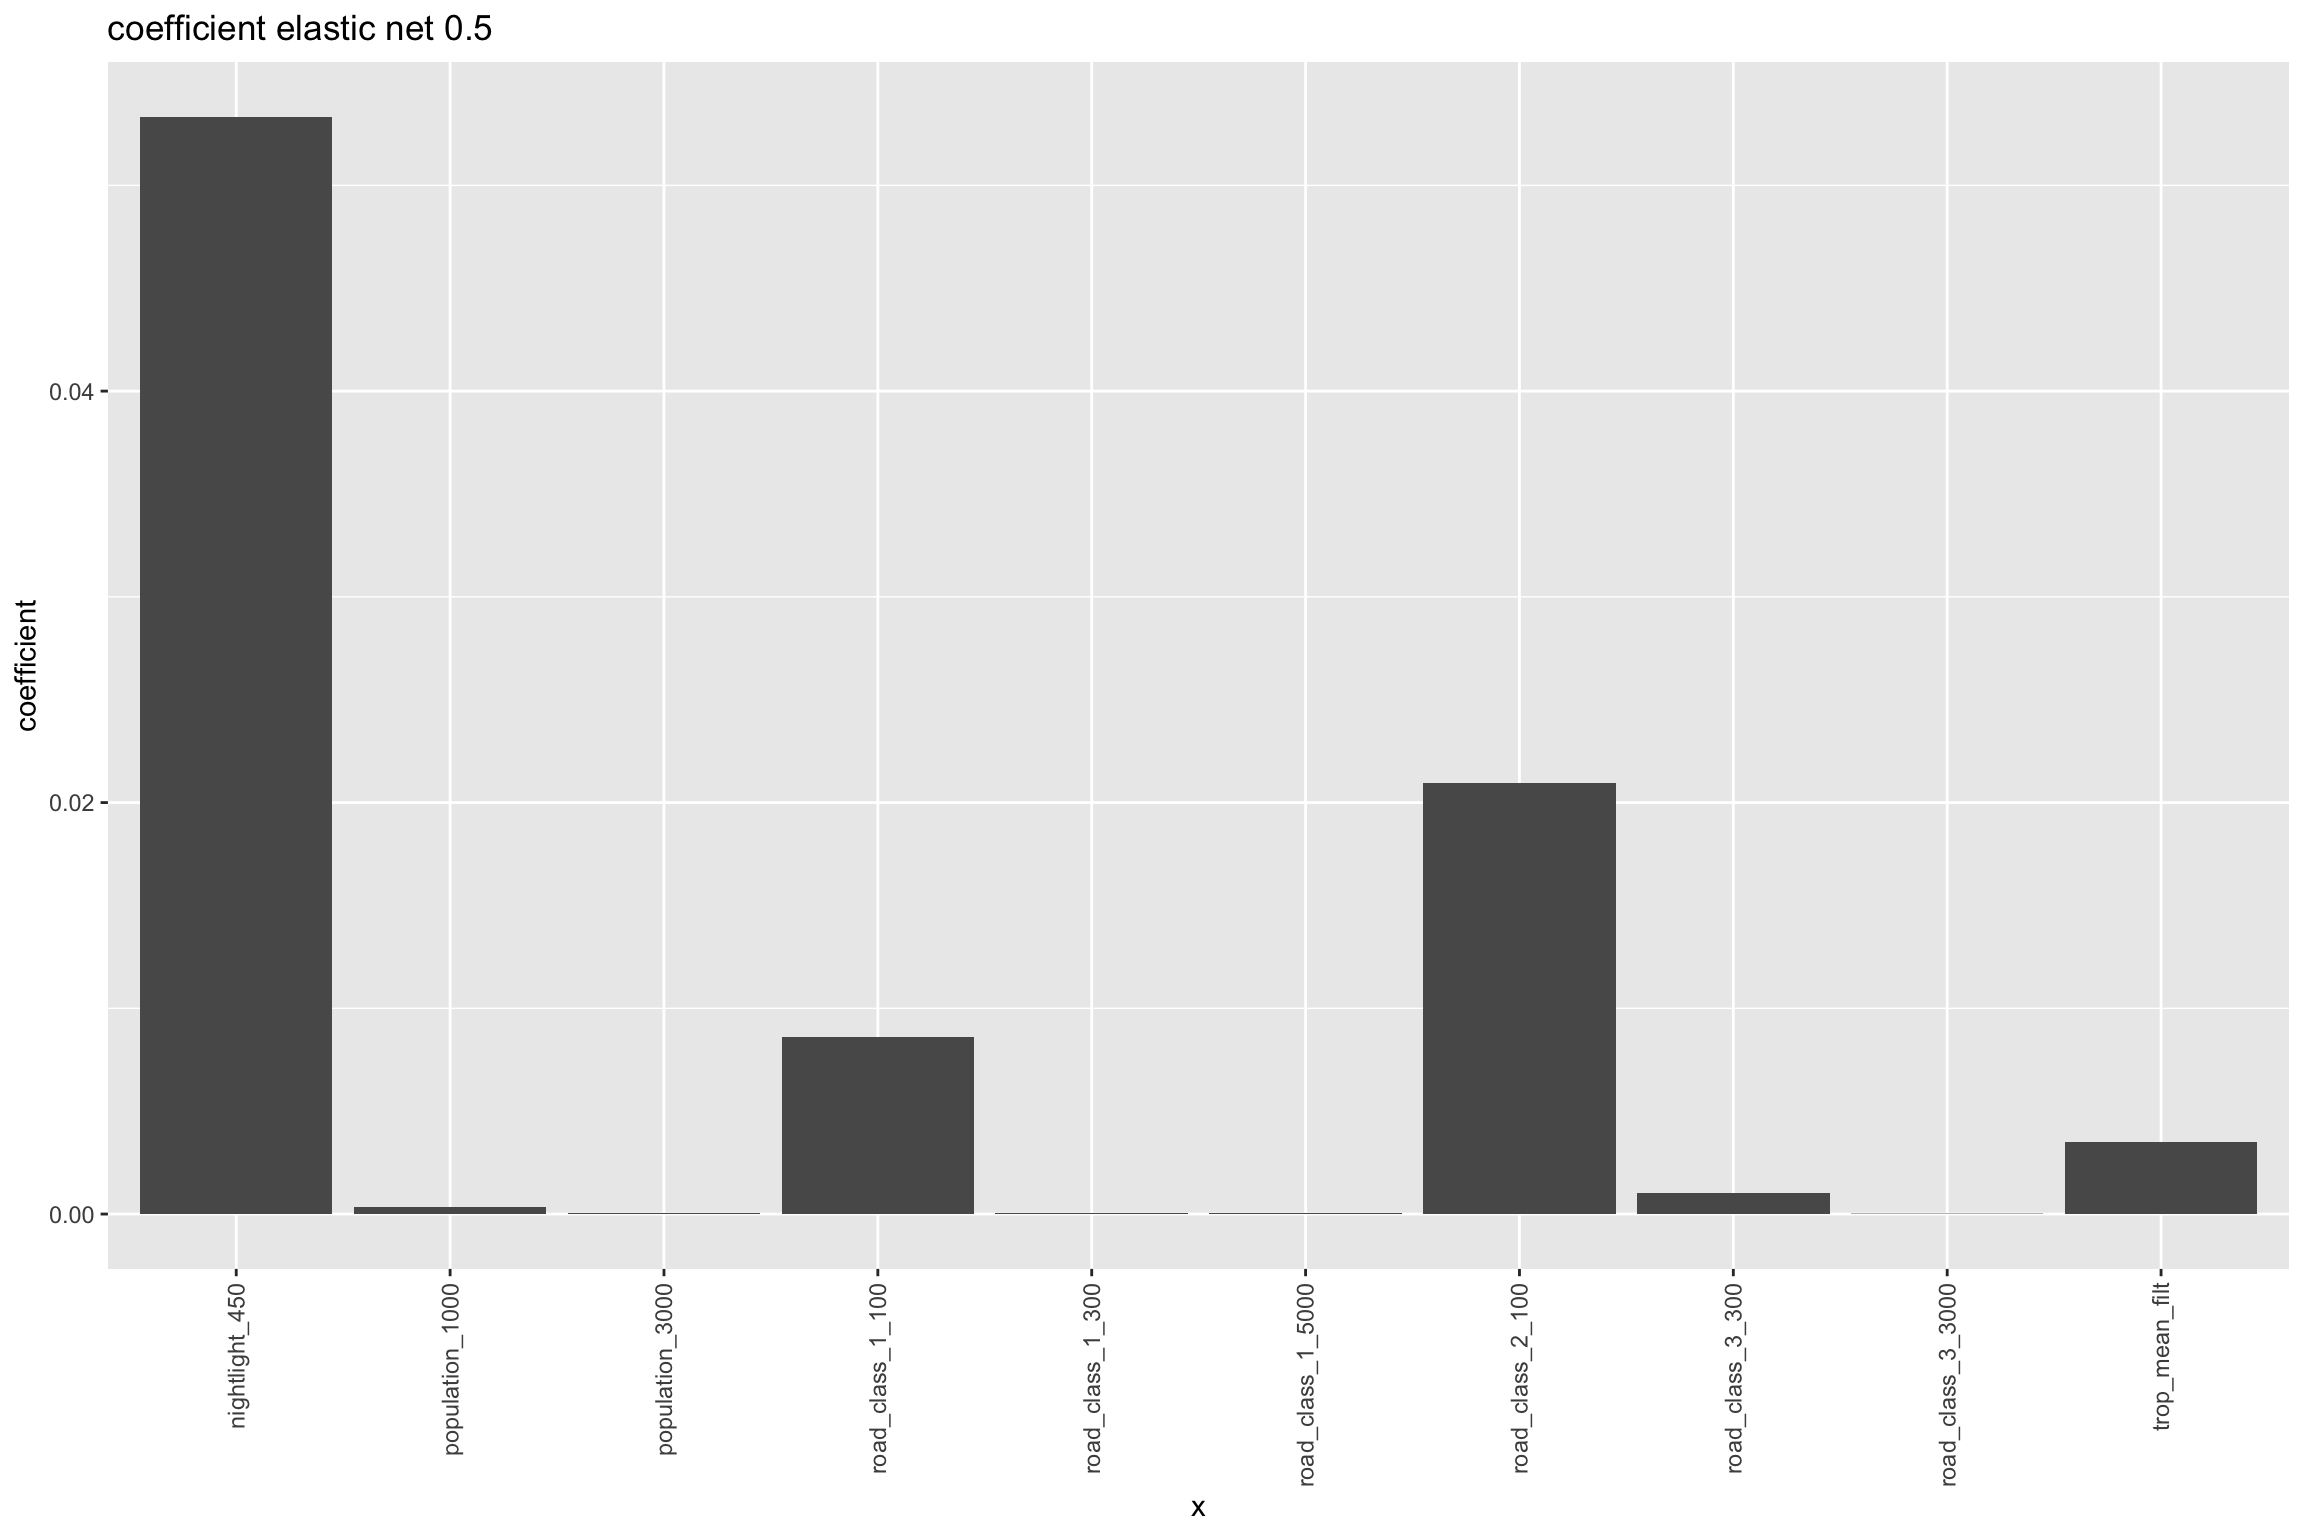 coefficient elastic net 0.5
coefficient
0.04
0.02
0.00
nightlight_450
population_1000
population_3000
road_class_1_100
road_class_1_300
road_class_1_5000
road_class_2_100
road_class_3_300
road_class_3_3000
trop_mean_filt
x